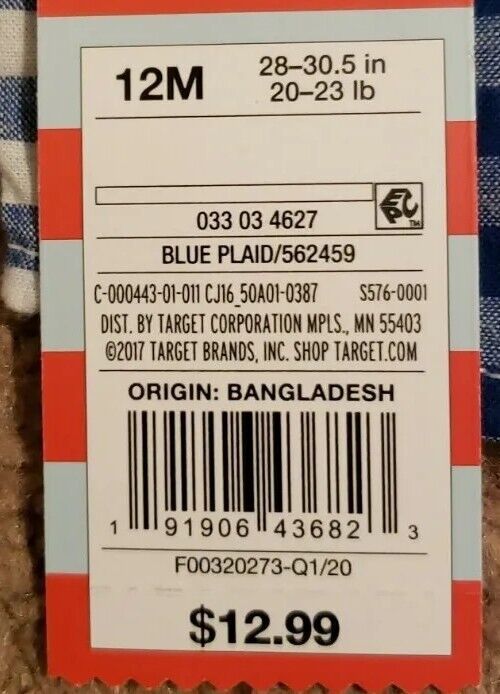 12M
28–30.5 in
20–23 lb
EPC
TM
033 03 4627
BLUE PLAID/562459
C-000443-01-011 CJ16_50A01-0387 S576-0001
DIST. BY TARGET CORPORATION MPLS., MN 55403
©2017 TARGET BRANDS, INC. SHOP TARGET.COM
ORIGIN: BANGLADESH
1 91906 43682 3
F00320273-Q1/20
$12.99